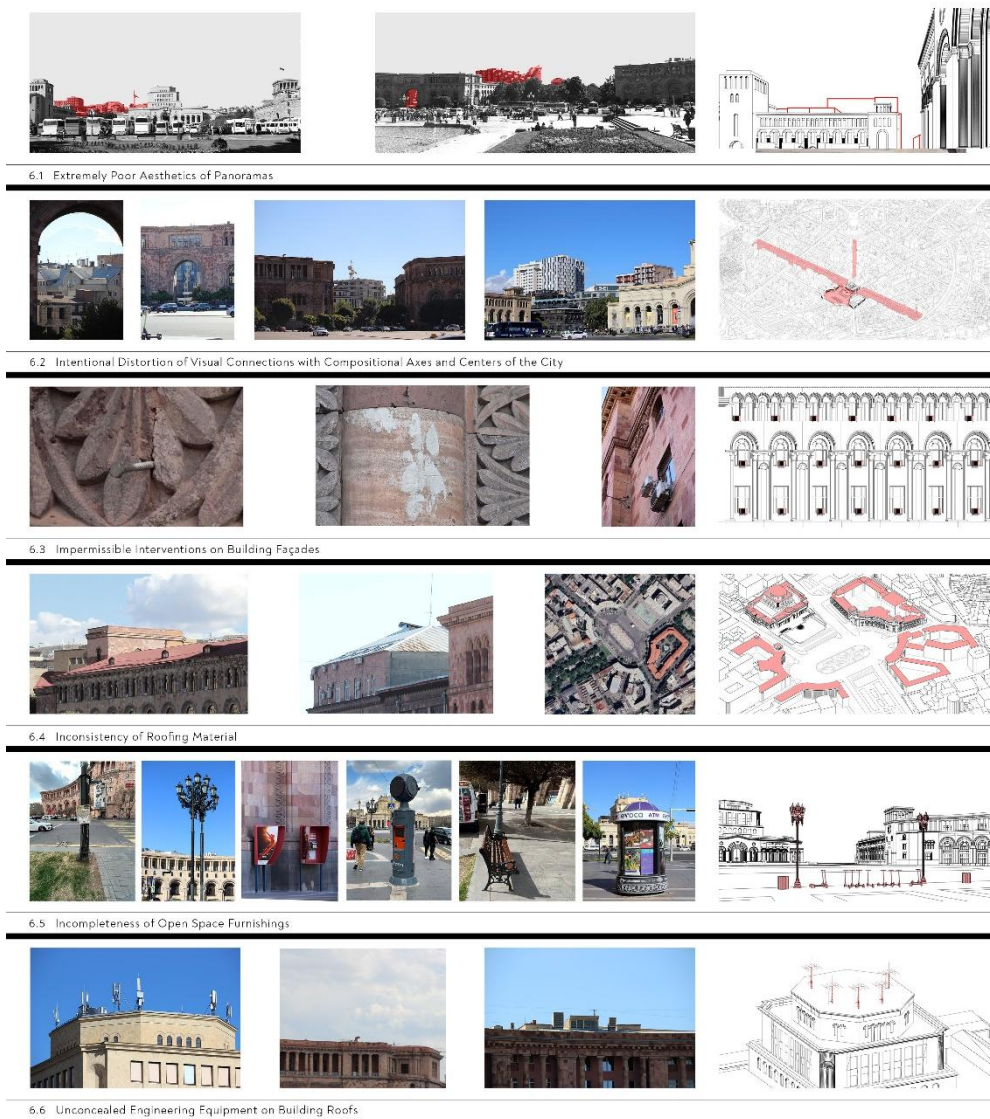 6.1 Extremely Poor Aesthetics of Panoramas
6.2 Intentional Distortion of Visual Connections with Compositional Axes and Centers of the City
6.3 Impermissible Interventions on Building Façades
6.4 Inconsistency of Roofing Material
evoca ATM
6.5 Incompleteness of Open Space Furnishings
6.6 Unconcealed Engineering Equipment on Building Roofs